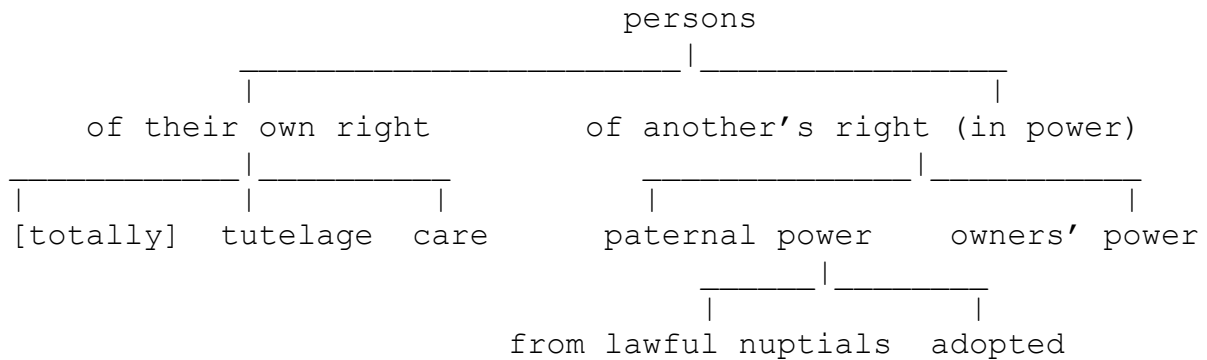 persons
of their own right of another's right (in power)
[totally] tutelage care paternal power owners' power
from lawful nuptials adopted